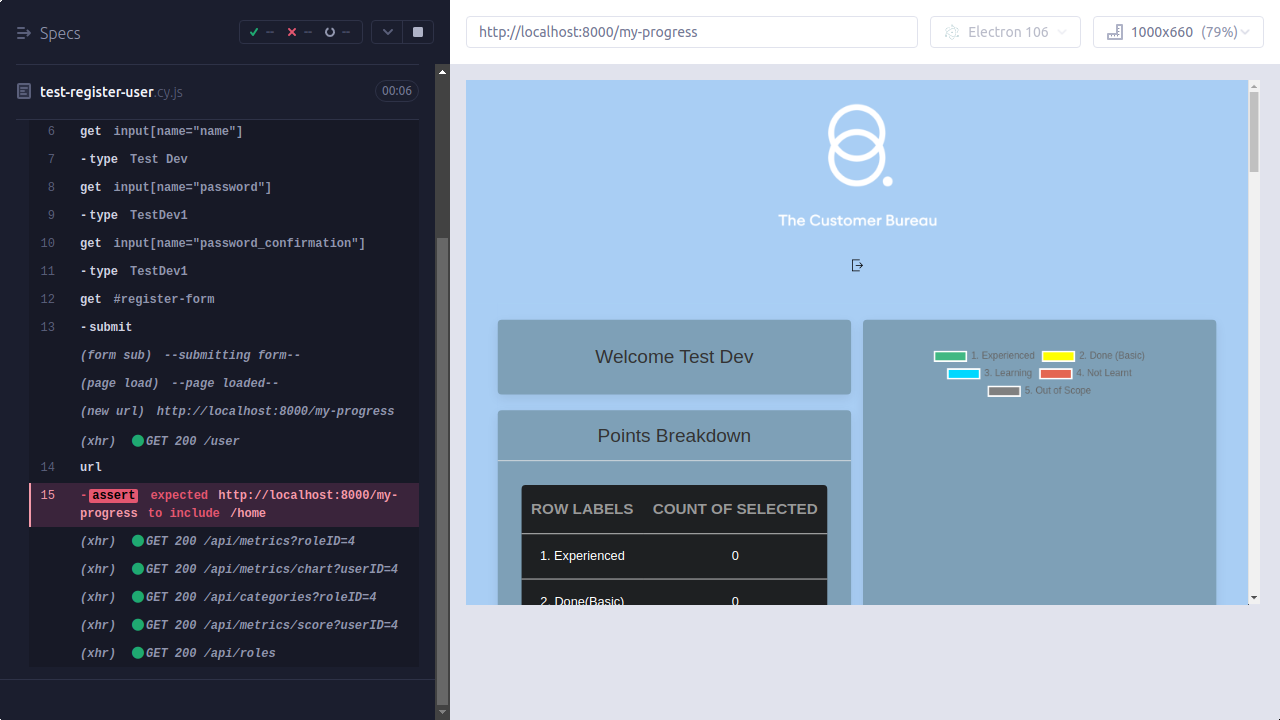 Specs
-- -- --
test-register-user.cy.js
00:06
6 get input[name="name"]
7 -type Test Dev
8 get input[name="password"]
9 -type TestDev1
10 get input[name="password_confirmation"]
11 -type TestDev1
12 get #register-form
13 -submit
(form sub) --submitting form--
(page load) --page loaded--
(new url) http://localhost:8000/my-progress
(xhr) GET 200 /user
14 url
15 -assert expected http://localhost:8000/my-
progress to include /home
(xhr) GET 200 /api/metrics?roleID=4
(xhr) GET 200 /api/metrics/chart?userID=4
(xhr) GET 200 /api/categories?roleID=4
(xhr) GET 200 /api/metrics/score?userID=4
(xhr) GET 200 /api/roles
http://localhost:8000/my-progress
Electron 106
1000x660 (79%)
The Customer Bureau
Welcome Test Dev
Points Breakdown
ROW LABELS COUNT OF SELECTED
1. Experienced 0
2. Done(Basic) 0
1. Experienced 2. Done (Basic)
3. Learning 4. Not Learnt
5. Out of Scope